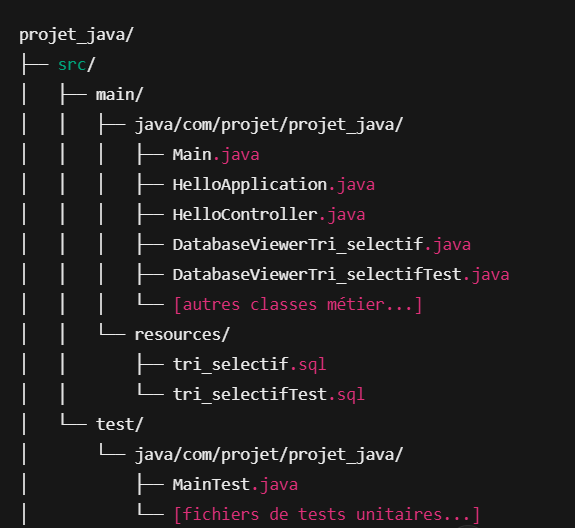 projet_java/
├── src/
│   ├── main/
│   │   ├── java/com/projet/projet_java/
│   │   │   ├── Main.java
│   │   │   ├── HelloApplication.java
│   │   │   ├── HelloController.java
│   │   │   ├── DatabaseViewerTri_selectif.java
│   │   │   ├── DatabaseViewerTri_selectifTest.java
│   │   │   └── [autres classes métier...]
│   │   └── resources/
│   │       ├── tri_selectif.sql
│   │       └── tri_selectifTest.sql
│   └── test/
│       └── java/com/projet/projet_java/
│           ├── MainTest.java
│           └── [fichiers de tests unitaires...]